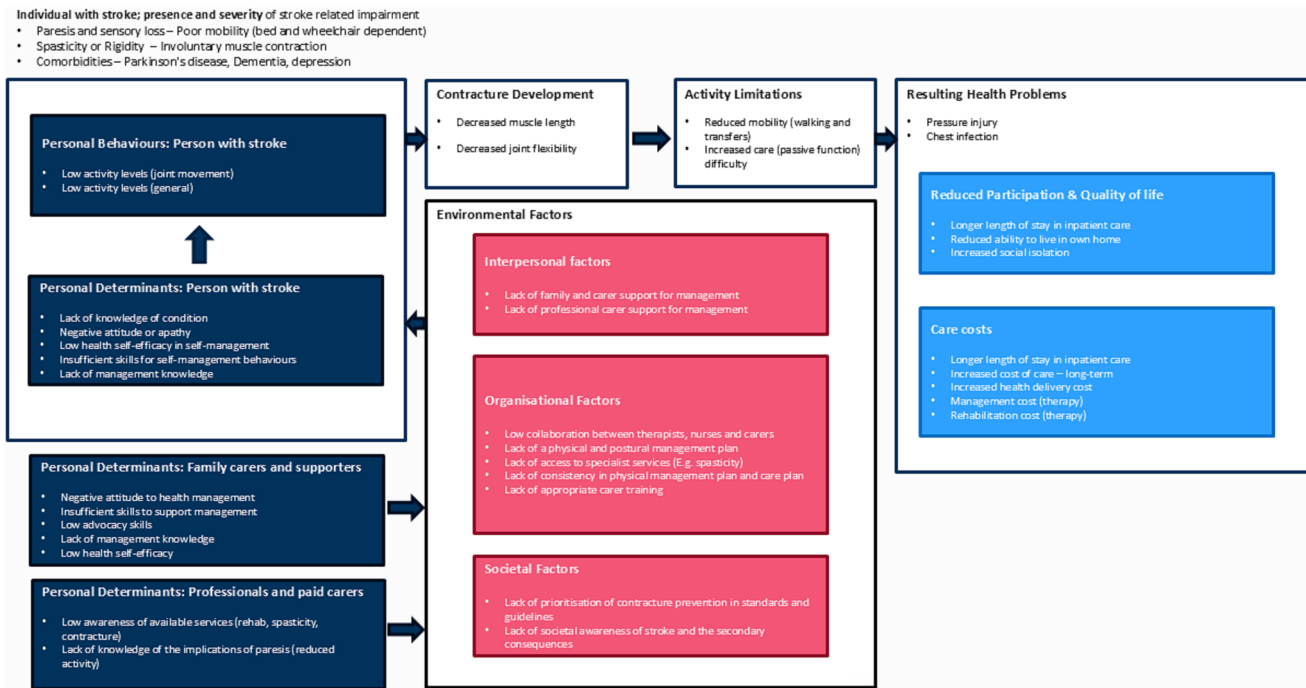 Individual with stroke; presence and severity of stroke related impairment
• Paresis and sensory loss – Poor mobility (bed and wheelchair dependent)
• Spasticity or Rigidity – Involuntary muscle contraction
• Comorbidities – Parkinson's disease, Dementia, depression
Personal Behaviours: Person with stroke
• Low activity levels (joint movement)
• Low activity levels (general)
Personal Determinants: Person with stroke
• Lack of knowledge of condition
• Negative attitude or apathy
• Low health self-efficacy in self-management
• Insufficient skills for self-management behaviours
• Lack of management knowledge
Personal Determinants: Family carers and supporters
• Negative attitude to health management
• Insufficient skills to support management
• Low advocacy skills
• Lack of management knowledge
• Low health self-efficacy
Personal Determinants: Professionals and paid carers
• Low awareness of available services (rehab, spasticity,
contracture)
• Lack of knowledge of the implications of paresis (reduced
activity)
Contracture Development
• Decreased muscle length
• Decreased joint flexibility
Activity Limitations
• Reduced mobility (walking and
transfers)
• Increased care (passive function)
difficulty
Environmental Factors
Interpersonal factors
• Lack of family and carer support for management
• Lack of professional carer support for management
Organisational Factors
• Low collaboration between therapists, nurses and carers
• Lack of a physical and postural management plan
• Lack of access to specialist services (E.g. spasticity)
• Lack of consistency in physical management plan and care plan
• Lack of appropriate carer training
Societal Factors
• Lack of prioritisation of contracture prevention in standards and
guidelines
• Lack of societal awareness of stroke and the secondary
consequences
Resulting Health Problems
• Pressure injury
• Chest infection
Reduced Participation & Quality of life
• Longer length of stay in inpatient care
• Reduced ability to live in own home
• Increased social isolation
Care costs
• Longer length of stay in inpatient care
• Increased cost of care – long-term
• Increased health delivery cost
• Management cost (therapy)
• Rehabilitation cost (therapy)